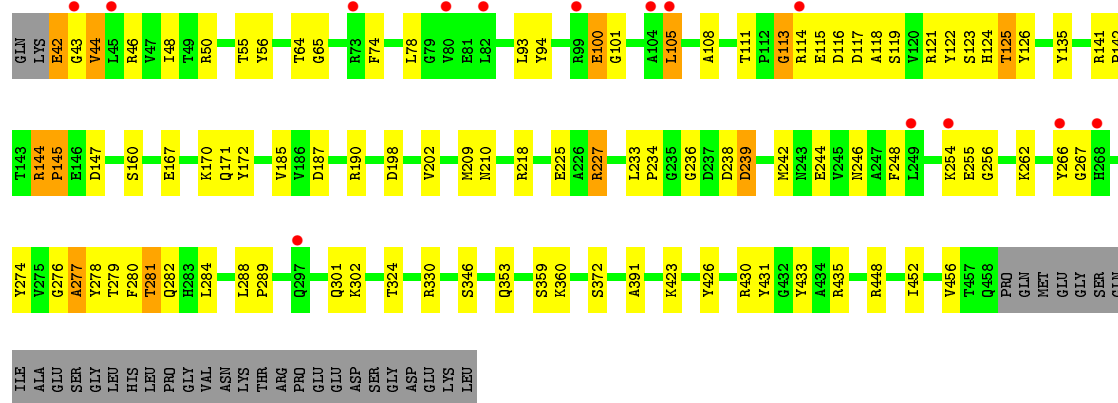 GLN LYS E42 G43 V44 L45 R46 V47 I48 T49 R50 T55 Y56 T64 G65 R73 F74 L78 G79 V80 E81 L82 L93 Y94 R99 E100 G101 A104 L105 A108 T111 P112 G113 R114 E115 D116 D117 A118 S119 V120 R121 Y122 S123 H124 T125 Y126 Y135 R141 P142
T143 R144 P145 E146 D147 S160 E167 K170 Q171 Y172 V185 V186 D187 R190 D198 V202 M209 N210 R218 E225 A226 R227 L233 P234 G235 G236 D237 D238 D239 M242 N243 E244 V245 N246 A247 F248 L249 K254 E255 G256 K262 Y266 G267 H268
Y274 V275 G276 A277 Y278 T279 F280 T281 Q282 H283 L284 L288 P289 Q297 Q301 K302 T324 R330 S346 Q353 S359 K360 S372 A391 K423 Y426 R430 Y431 G432 Y433 A434 R435 R448 I452 V456 T457 Q458 PRO GLN MET GLU GLY SER GLN
ILE ALA GLU SER GLY LEU HIS LEU PRO GLY VAL ASN LYS THR ARG PRO GLU GLU ASP SER GLY ASP GLU LYS LEU